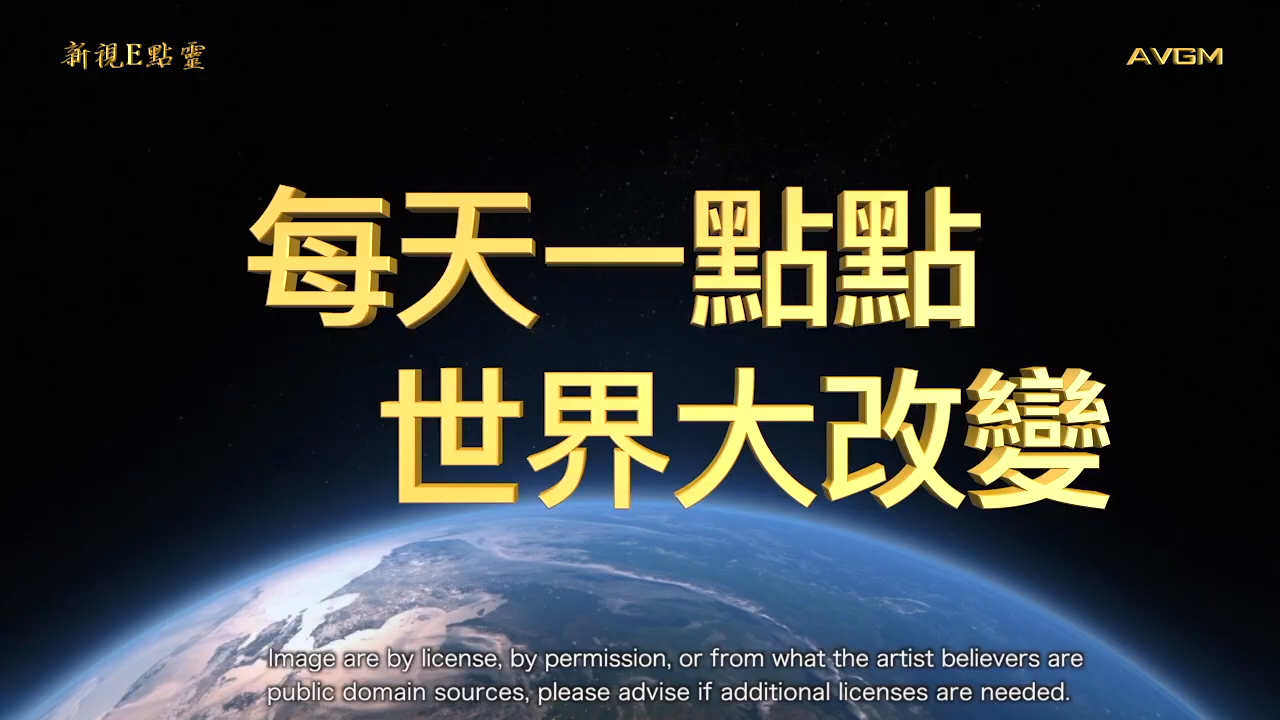 新視E點靈
AVGM
每天一點點
世界大改變
Image are by license, by permission, or from what the artist believers are
public domain sources, please advise if additional licenses are needed.